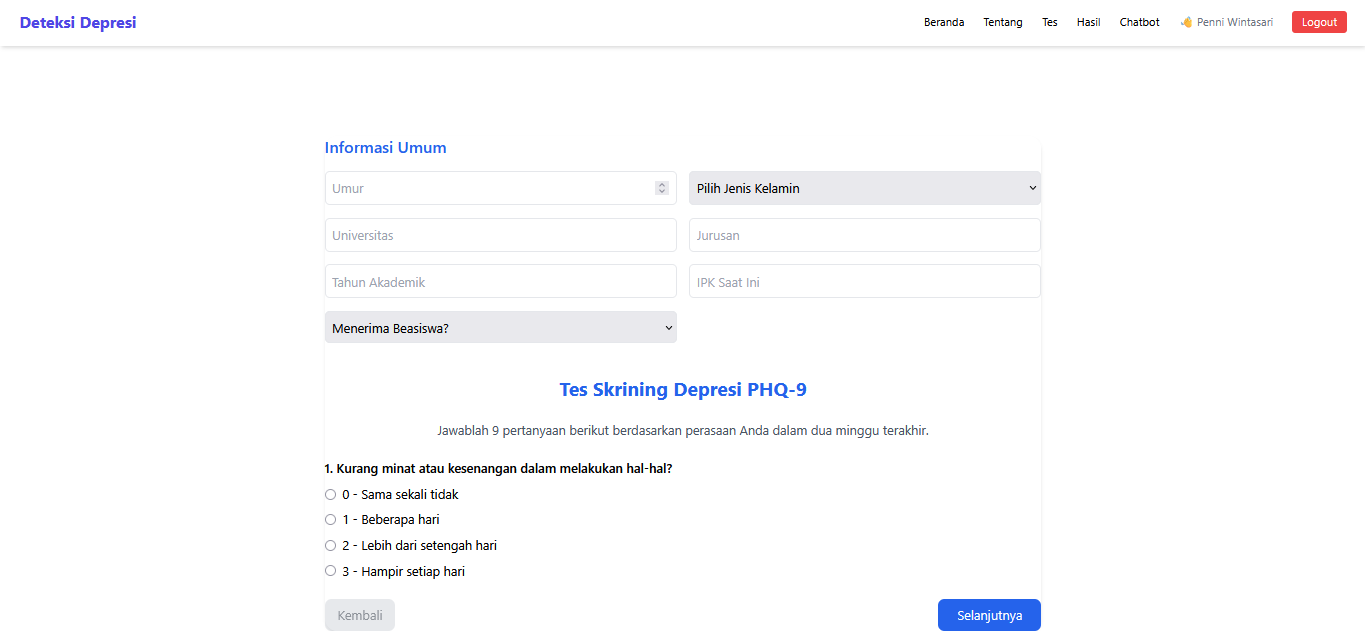 Deteksi Depresi Beranda Tentang Tes Hasil Chatbot 👋 Penni Wintasari Logout
Informasi Umum
Umur Pilih Jenis Kelamin
Universitas Jurusan
Tahun Akademik IPK Saat Ini
Menerima Beasiswa?
Tes Skrining Depresi PHQ-9
Jawablah 9 pertanyaan berikut berdasarkan perasaan Anda dalam dua minggu terakhir.
1. Kurang minat atau kesenangan dalam melakukan hal-hal?
0 - Sama sekali tidak
1 - Beberapa hari
2 - Lebih dari setengah hari
3 - Hampir setiap hari
Kembali Selanjutnya